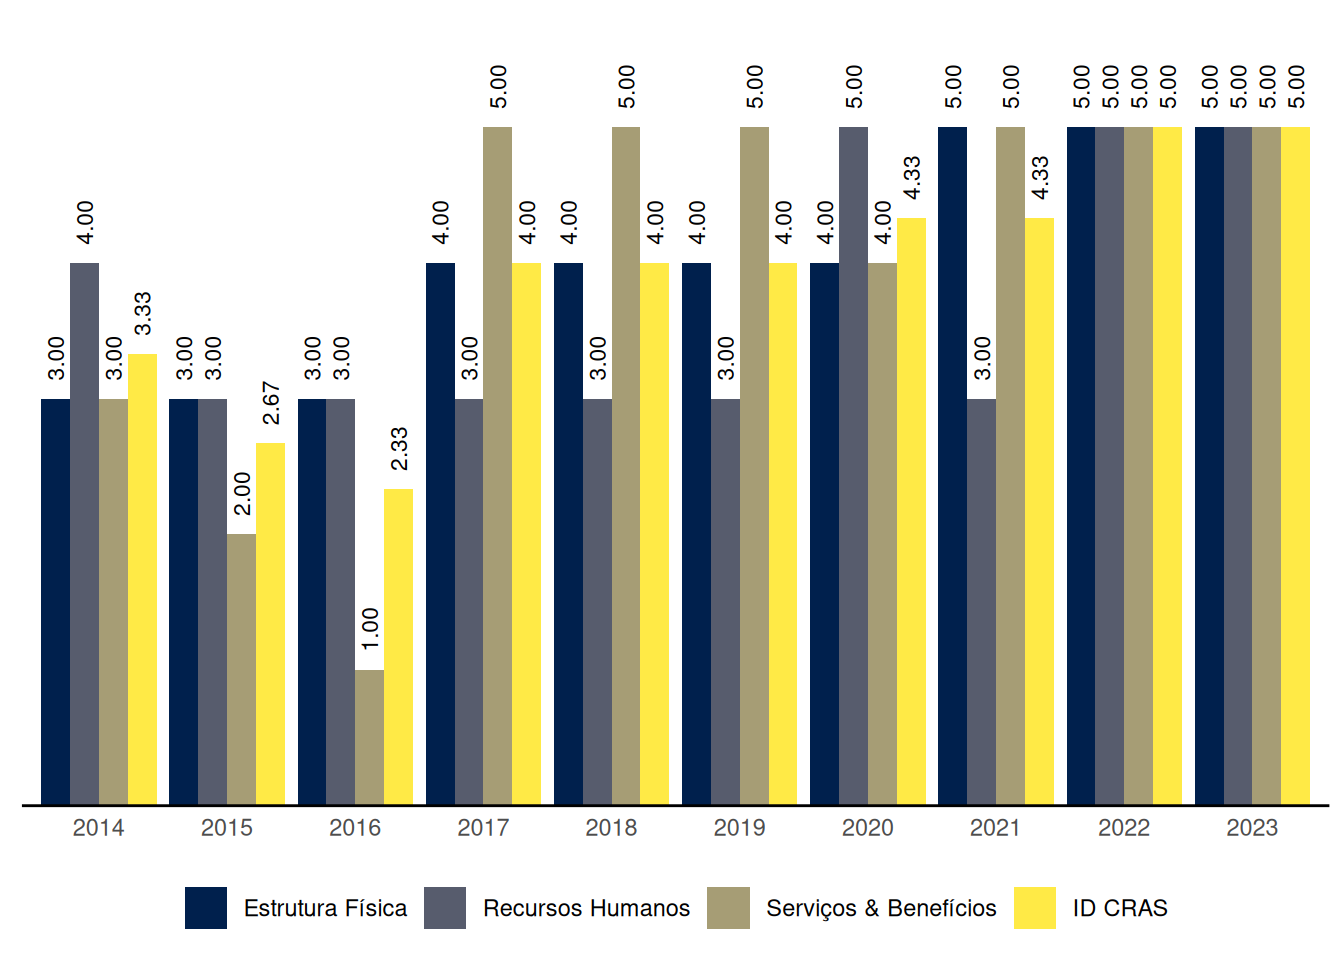 3.00 4.00 3.00 3.33 3.00 3.00 2.00 2.67 3.00 3.00 1.00 2.33 4.00 3.00 5.00 4.00 4.00 3.00 5.00 4.00 4.00 3.00 5.00 4.00 4.00 5.00 4.00 4.33 5.00 3.00 5.00 4.33 5.00 5.00 5.00 5.00 5.00 5.00 5.00 5.00
2014 2015 2016 2017 2018 2019 2020 2021 2022 2023
Estrutura Física Recursos Humanos Serviços & Benefícios ID CRAS